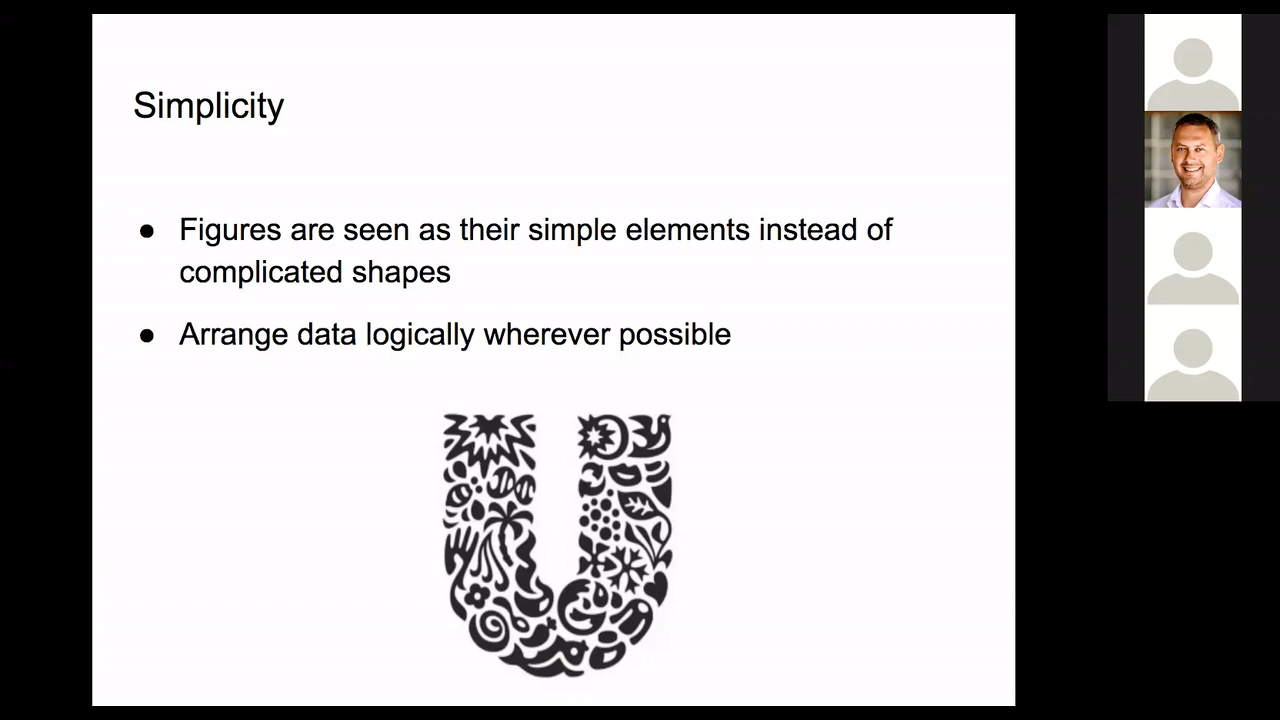 Simplicity
● Figures are seen as their simple elements instead of
complicated shapes
● Arrange data logically wherever possible
U